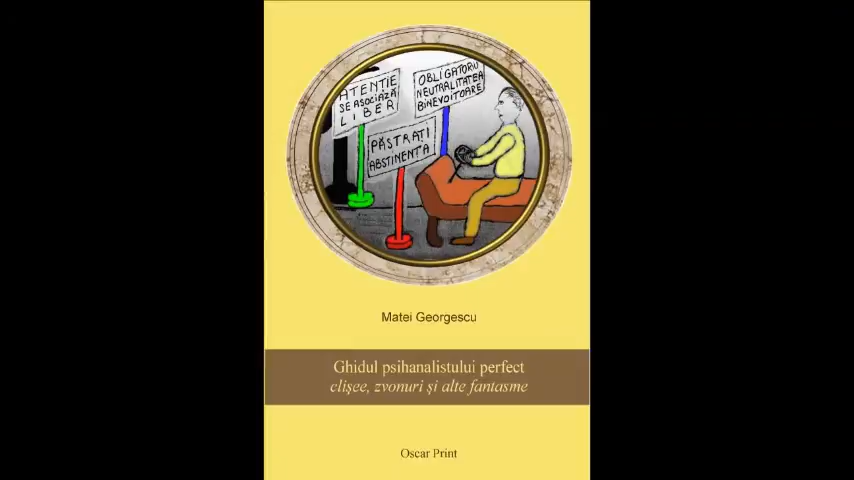 ATENȚIE
SE ASOCIAZĂ
LIBER
OBLIGATORIU
NEUTRALITATEA
BINEVOITOARE
PĂSTRAȚI
ABSTINENȚA
Matei Georgescu
Ghidul psihanalistului perfect
clișee, zvonuri și alte fantasme
Oscar Print